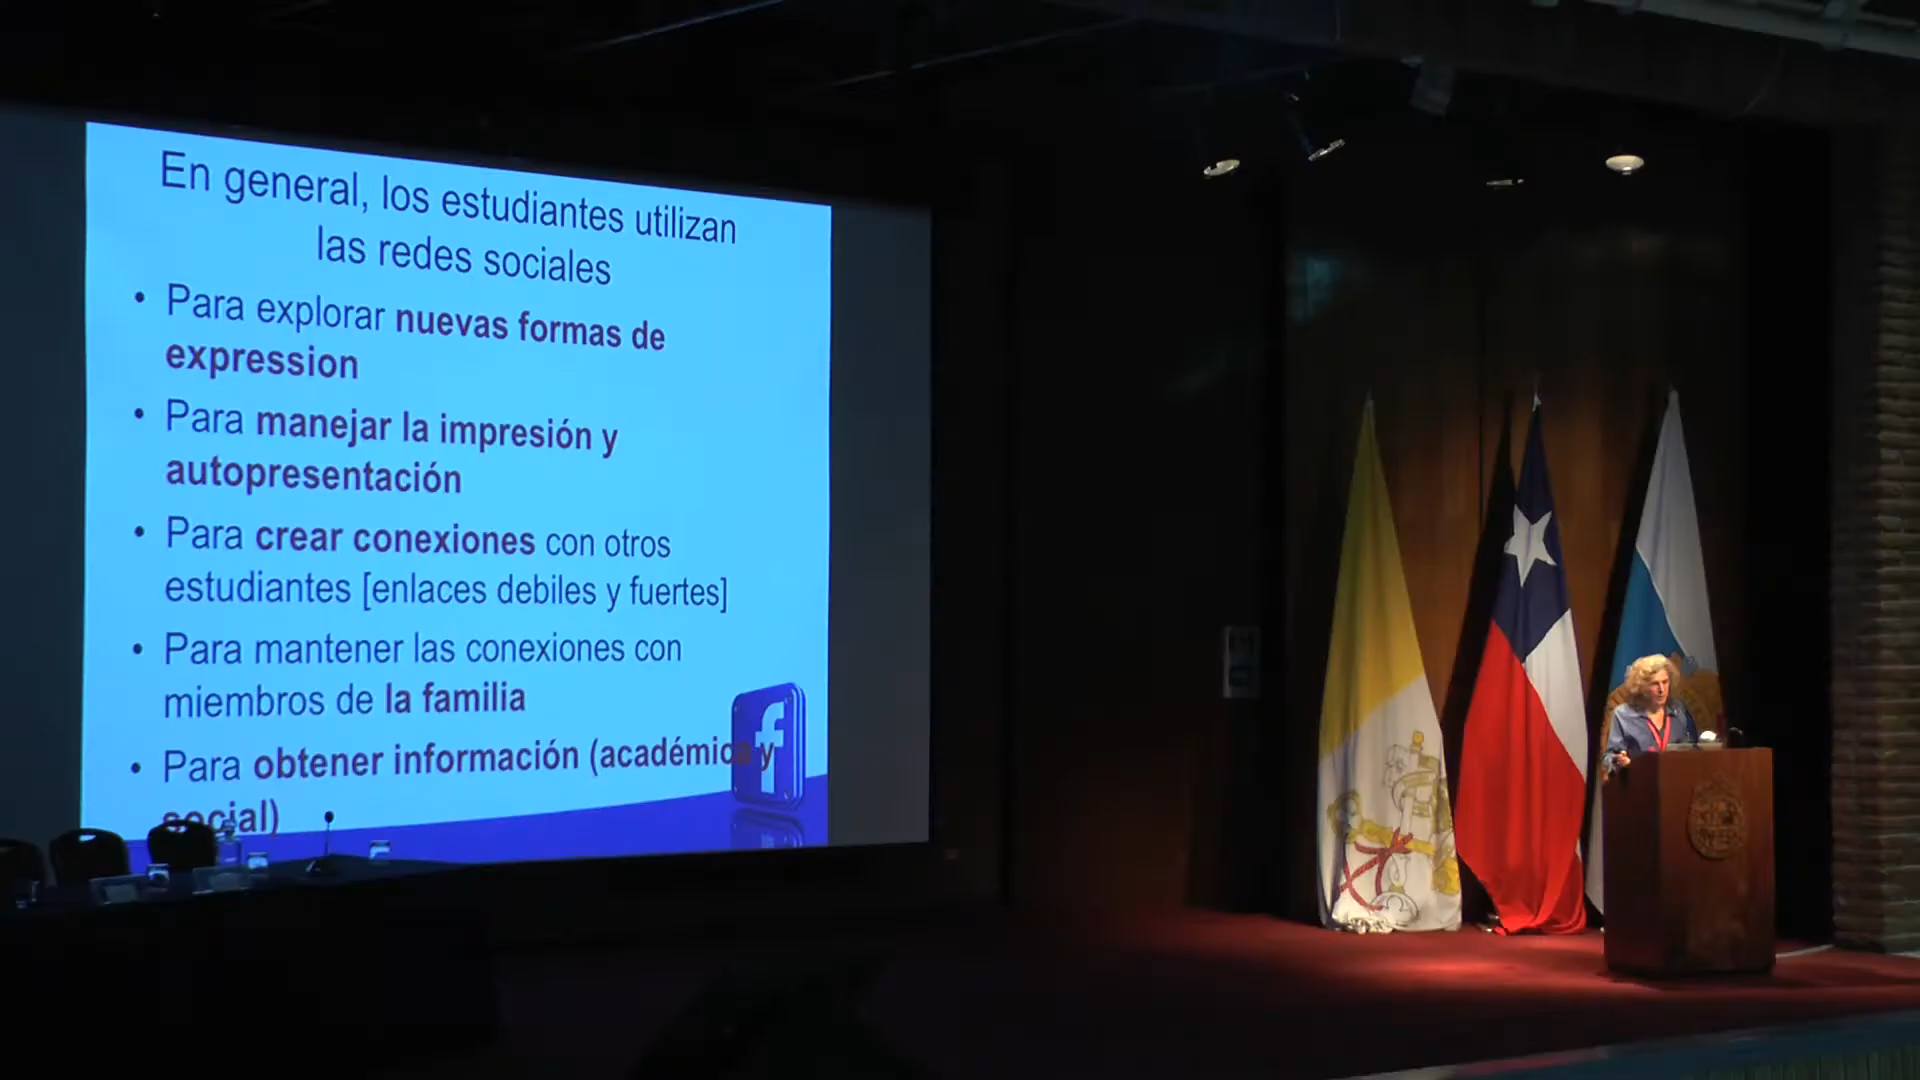 En general, los estudiantes utilizan
las redes sociales
• Para explorar nuevas formas de
expression
• Para manejar la impresión y
autopresentación
• Para crear conexiones con otros
estudiantes [enlaces debiles y fuertes]
• Para mantener las conexiones con
miembros de la familia
• Para obtener información (académica y
social)